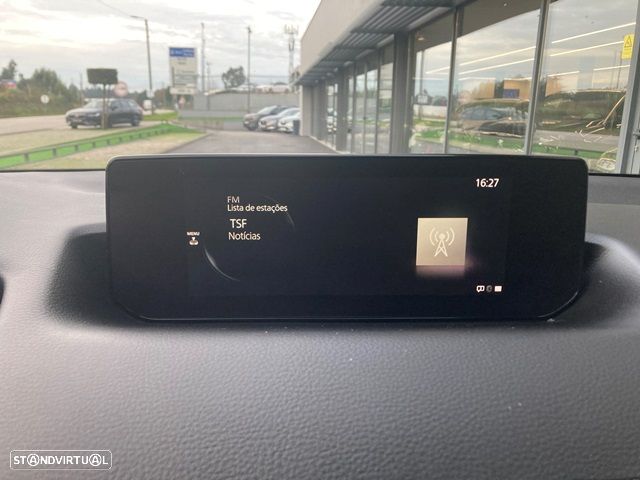 16:27
FM
Lista de estações
TSF
MENU
Notícias
STANDVIRTUAL